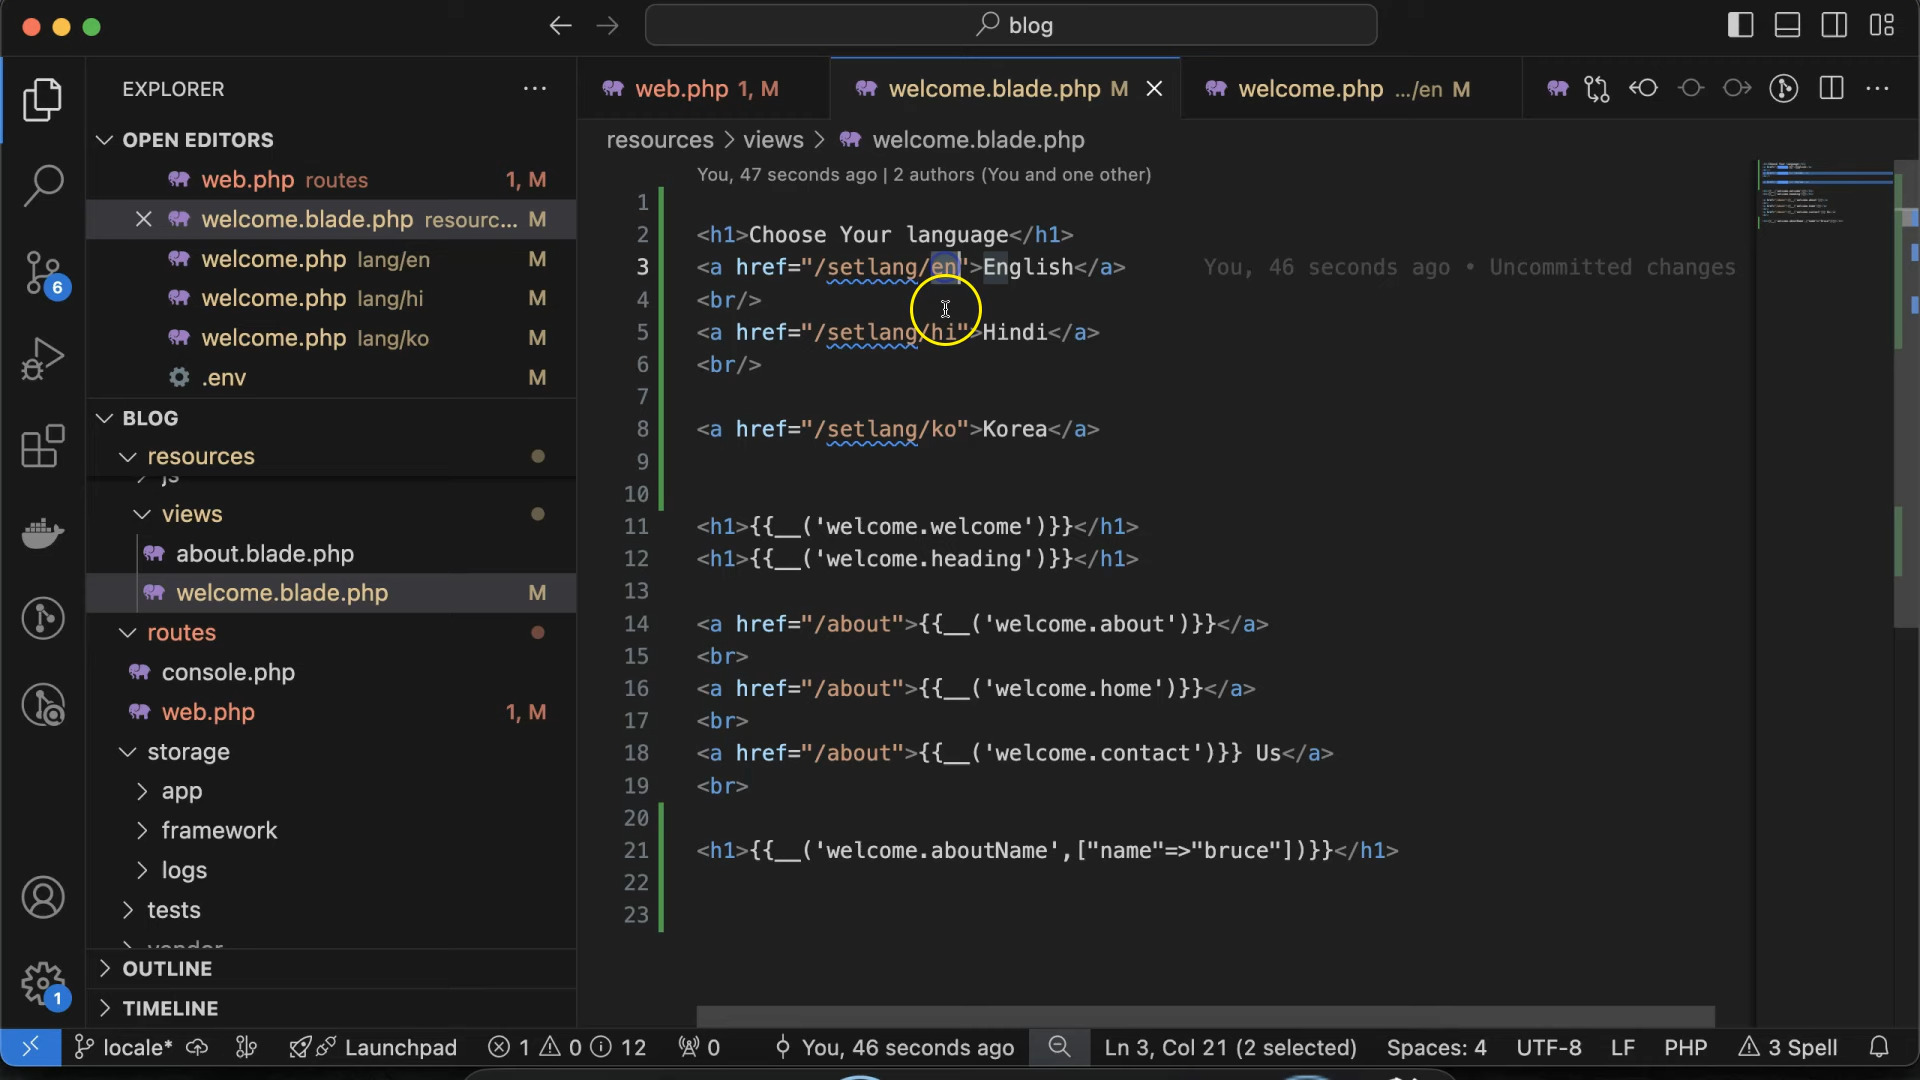 blog
EXPLORER
OPEN EDITORS
web.php routes 1, M
welcome.blade.php resourc... M
welcome.php lang/en M
welcome.php lang/hi M
welcome.php lang/ko M
.env M
BLOG
resources
js
views
about.blade.php
welcome.blade.php M
routes
console.php
web.php 1, M
storage
app
framework
logs
tests
vendor
OUTLINE
TIMELINE
web.php 1, M
welcome.blade.php M
welcome.php .../en M
resources > views > welcome.blade.php
You, 47 seconds ago | 2 authors (You and one other)
1
2 <h1>Choose Your language</h1>
3 <a href="/setlang/en">English</a> You, 46 seconds ago • Uncommitted changes
4 <br/>
5 <a href="/setlang/hi">Hindi</a>
6 <br/>
7
8 <a href="/setlang/ko">Korea</a>
9
10
11 <h1>{{__('welcome.welcome')}}</h1>
12 <h1>{{__('welcome.heading')}}</h1>
13
14 <a href="/about">{{__('welcome.about')}}</a>
15 <br>
16 <a href="/about">{{__('welcome.home')}}</a>
17 <br>
18 <a href="/about">{{__('welcome.contact')}} Us</a>
19 <br>
20
21 <h1>{{__('welcome.aboutName',["name"=>"bruce"])}}</h1>
22
23
6
1
locale* Launchpad 1 0 12 0 You, 46 seconds ago Ln 3, Col 21 (2 selected) Spaces: 4 UTF-8 LF PHP 3 Spell